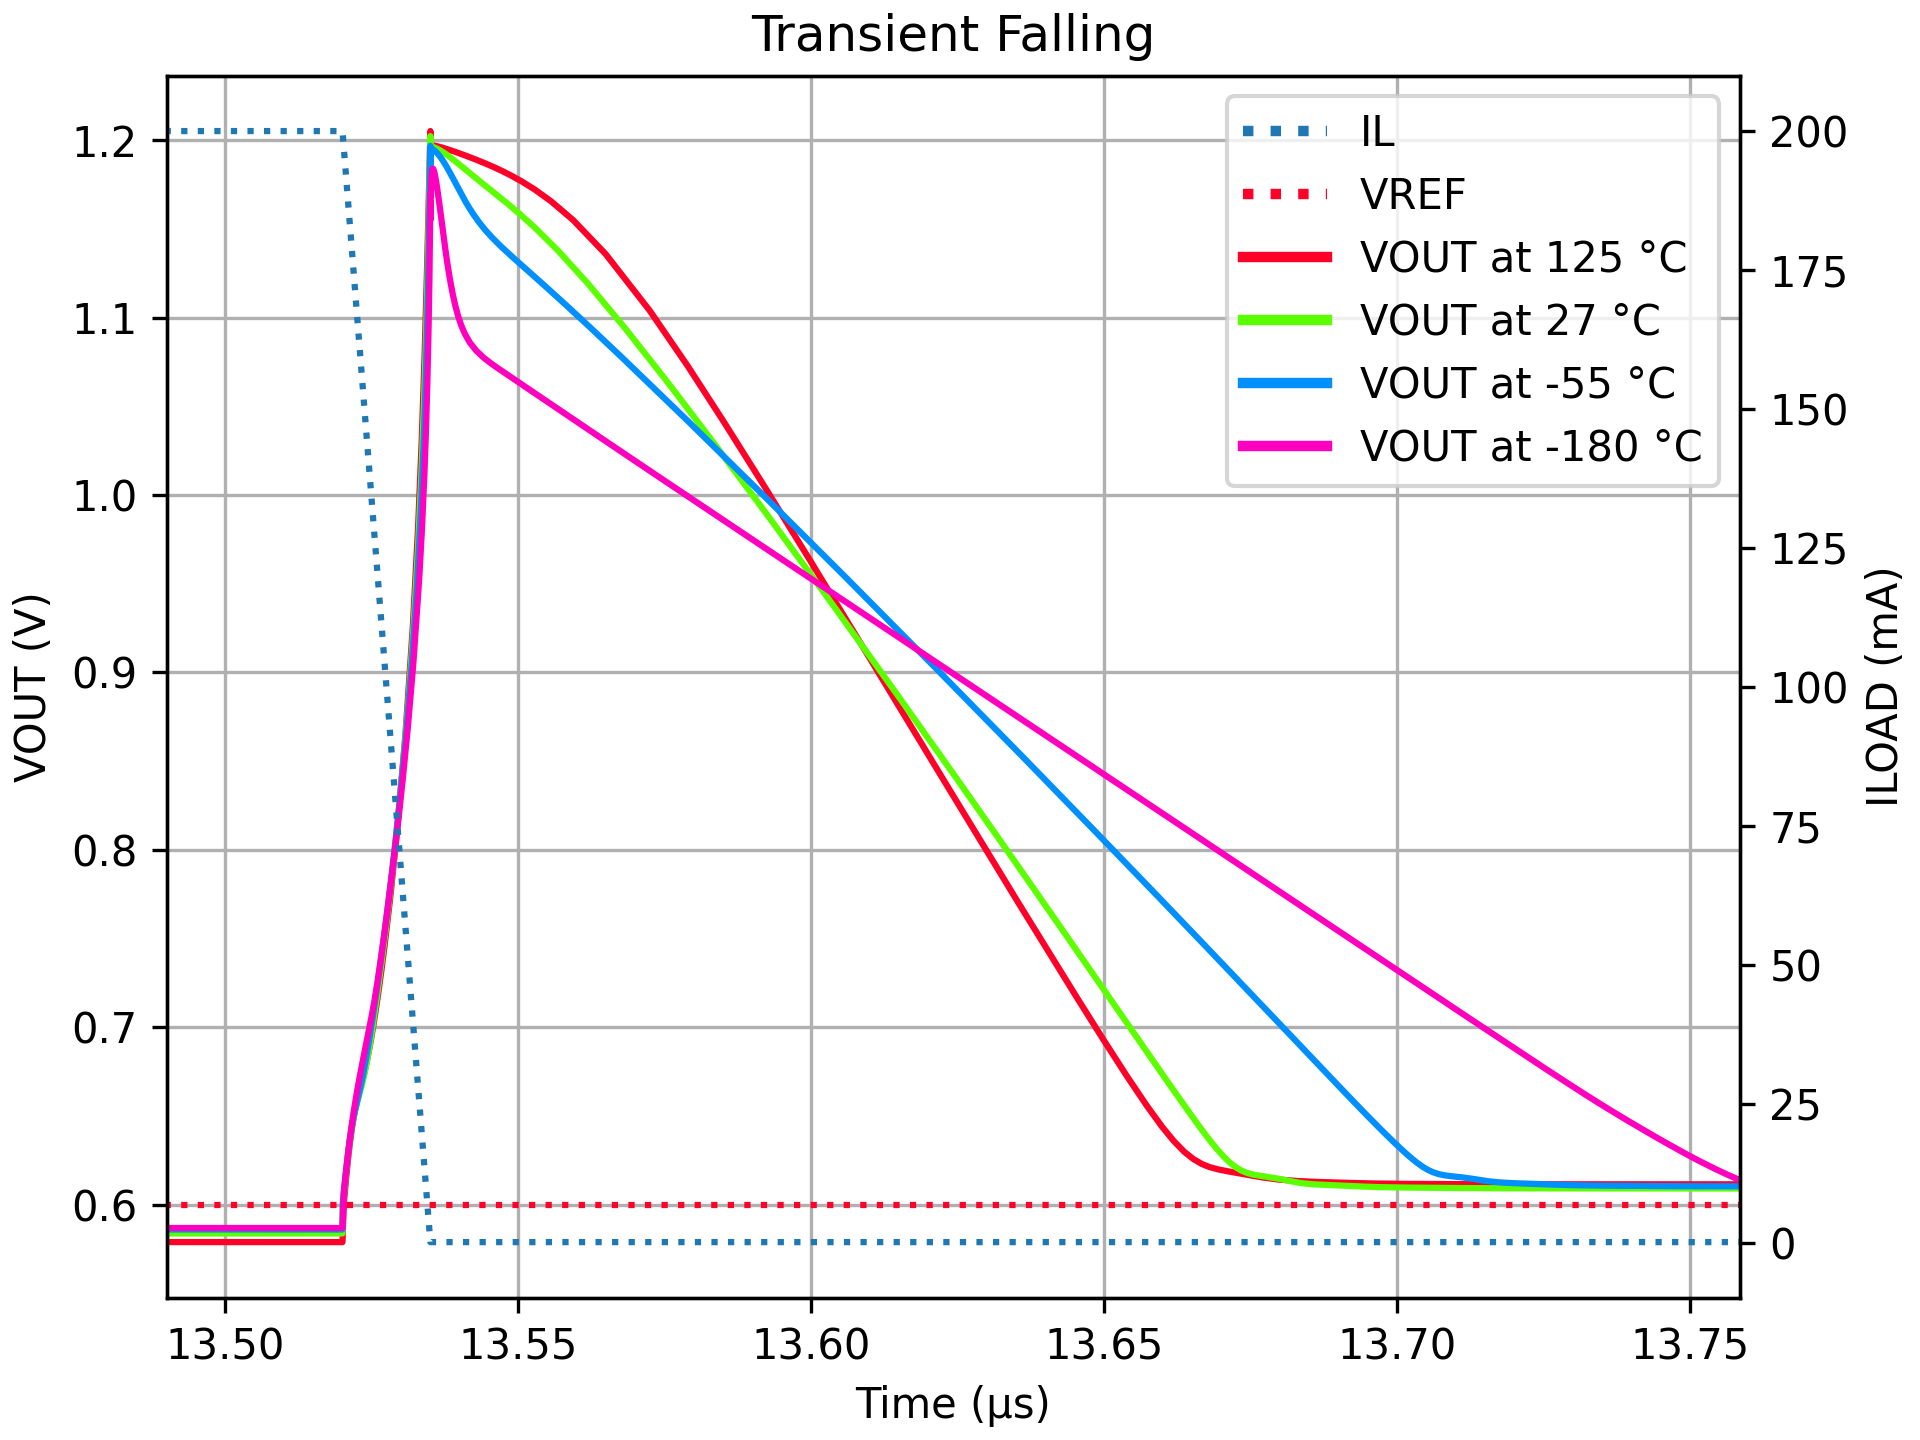 Transient Falling
IL
VREF
VOUT at 125 °C
VOUT at 27 °C
VOUT at -55 °C
VOUT at -180 °C
VOUT (V)
1.2
1.1
1.0
0.9
0.8
0.7
0.6
ILOAD (mA)
200
175
150
125
100
75
50
25
0
13.50 13.55 13.60 13.65 13.70 13.75
Time (μs)